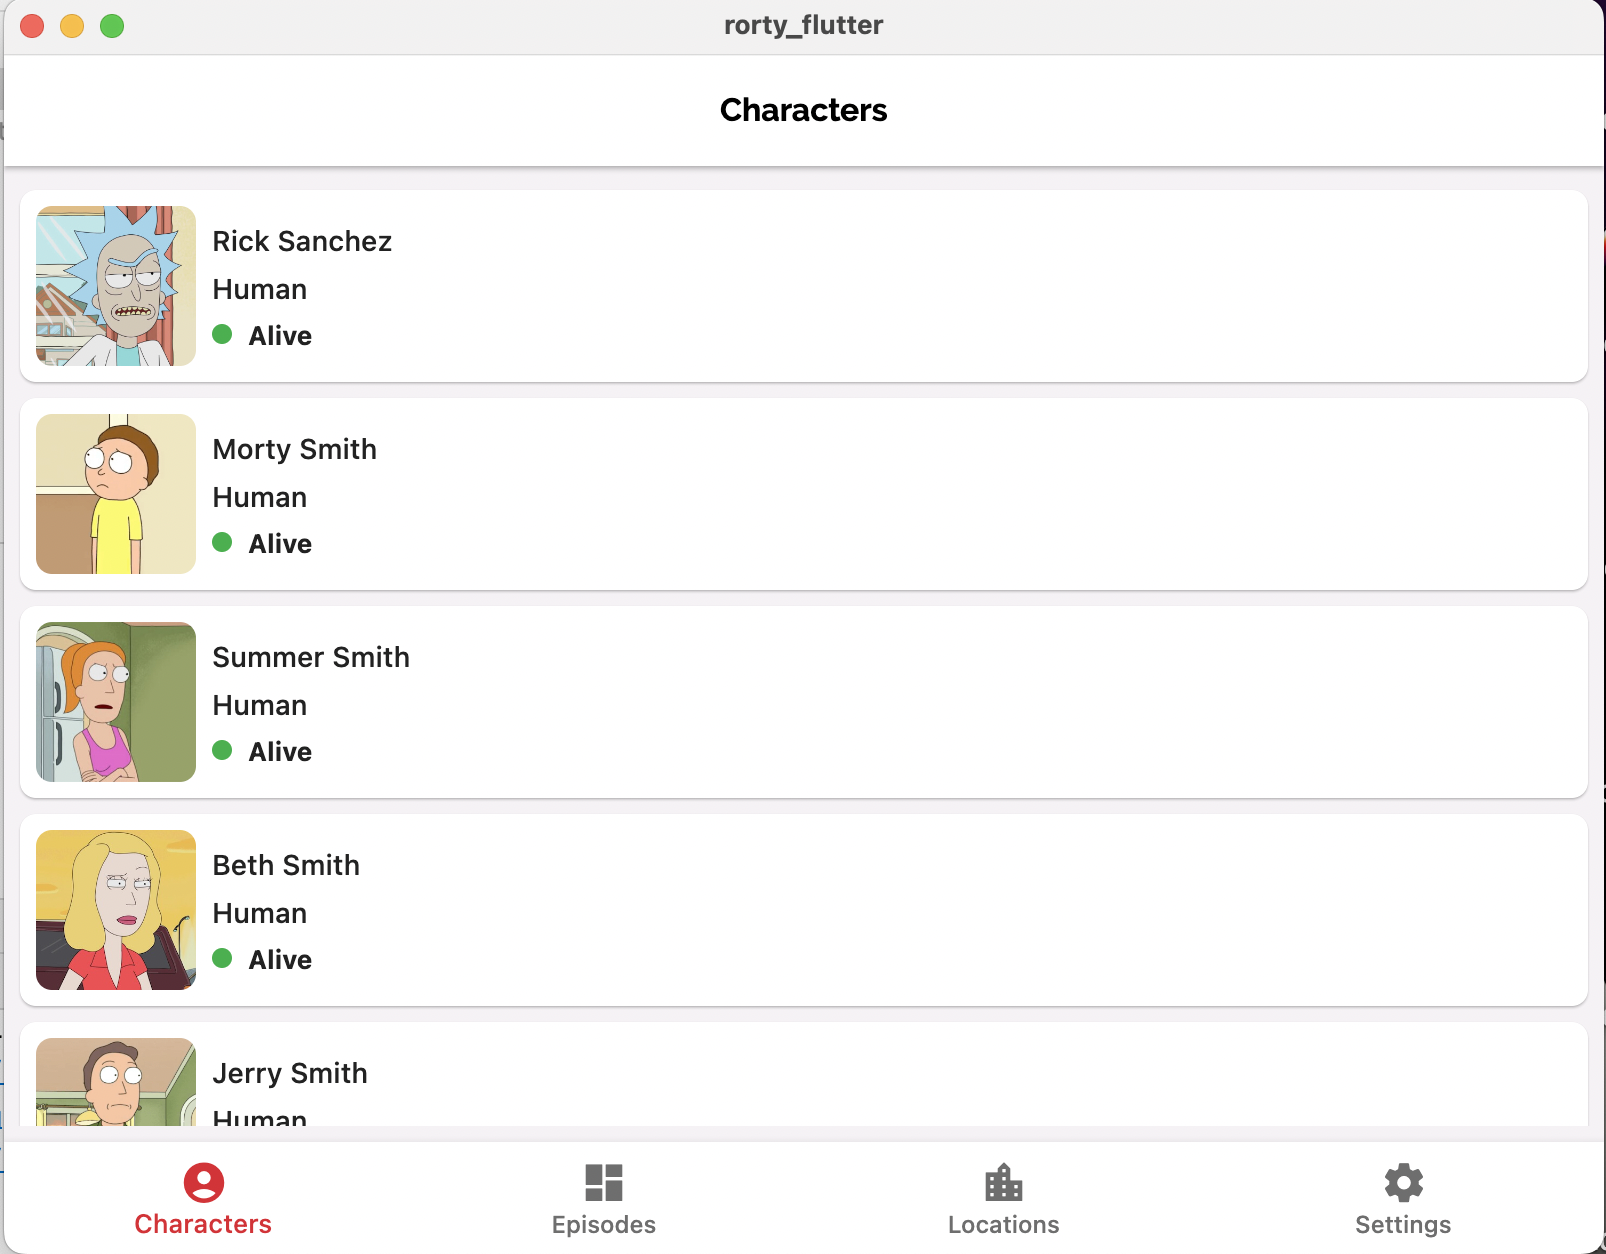 rorty_flutter
Characters
Rick Sanchez
Human
Alive
Morty Smith
Human
Alive
Summer Smith
Human
Alive
Beth Smith
Human
Alive
Jerry Smith
Human
Characters
Episodes
Locations
Settings